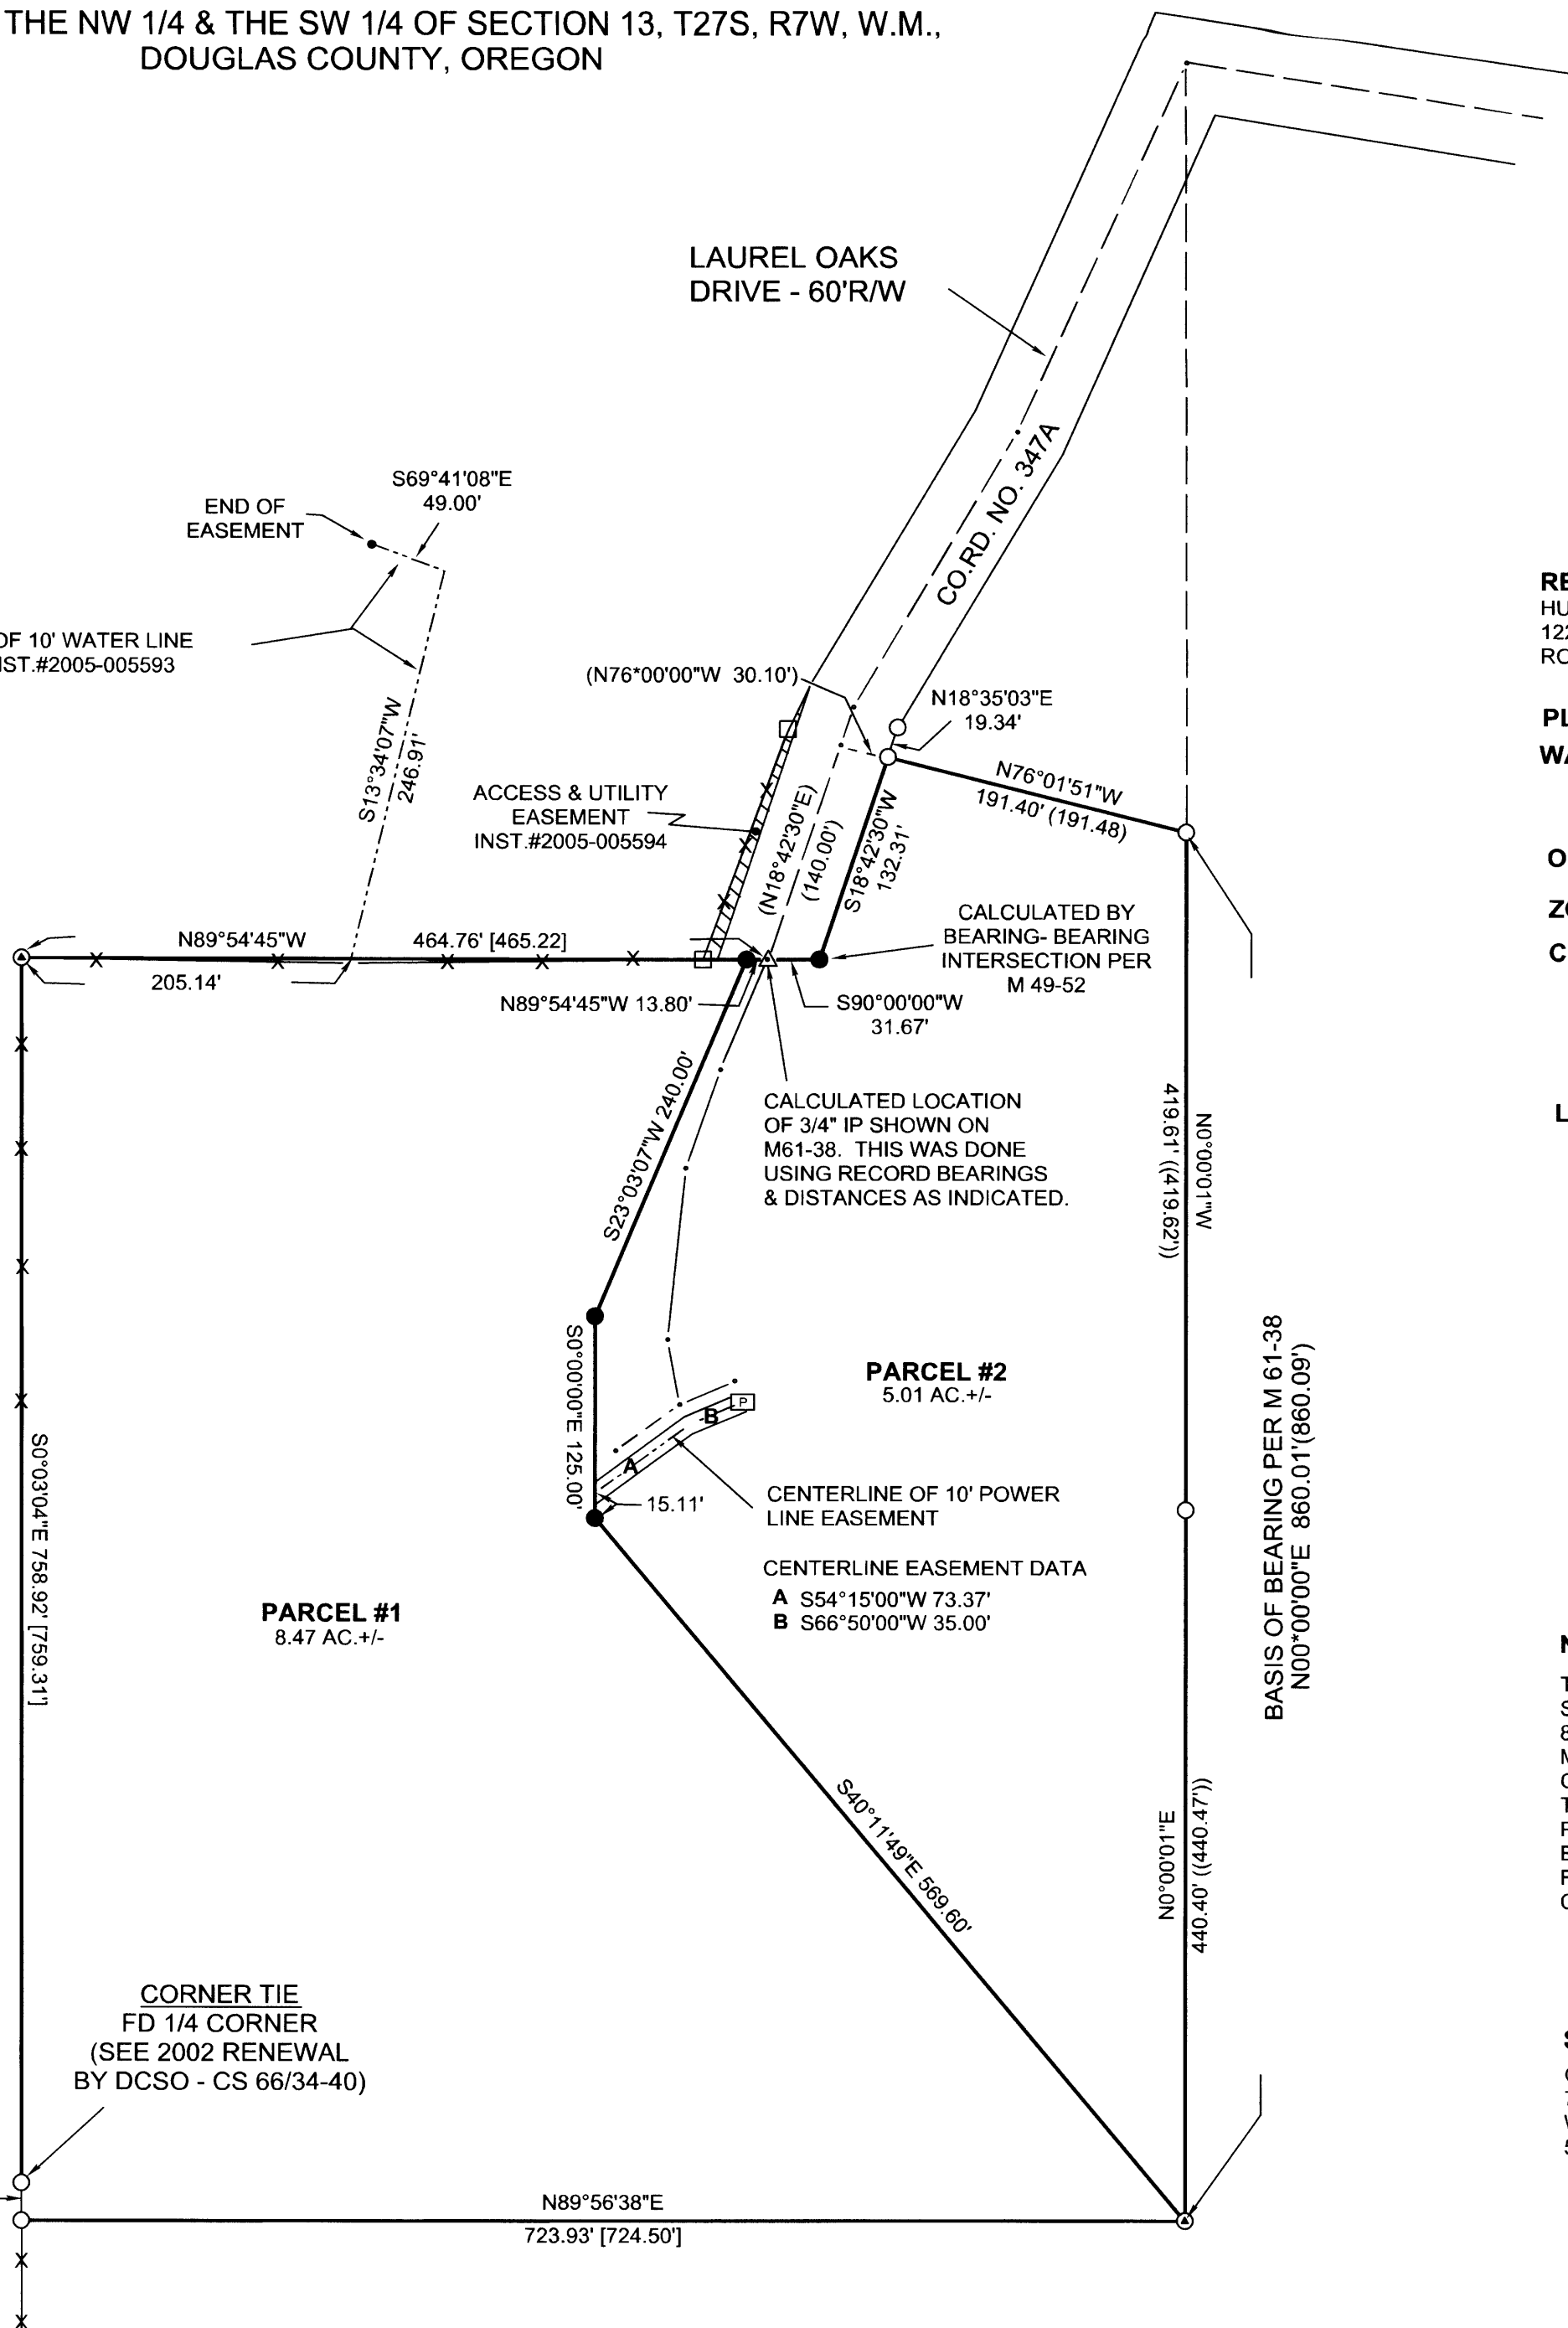 THE NW 1/4 & THE SW 1/4 OF SECTION 13, T27S, R7W, W.M.,
DOUGLAS COUNTY, OREGON
LAUREL OAKS
DRIVE - 60'R/W
CO.RD. NO. 347A
S69°41'08"E
49.00'
END OF
EASEMENT
OF 10' WATER LINE
INST.#2005-005593
S13°34'07"W
246.91'
(N76*00'00"W 30.10')
N18°35'03"E
19.34'
N76°01'51"W
191.40' (191.48)
ACCESS & UTILITY
EASEMENT
INST.#2005-005594
(N18°42'30"E)
(140.00')
S18°42'30"W
132.31'
CALCULATED BY
BEARING- BEARING
INTERSECTION PER
M 49-52
N89°54'45"W 464.76' [465.22]
205.14'
N89°54'45"W 13.80'
S90°00'00"W
31.67'
CALCULATED LOCATION
OF 3/4" IP SHOWN ON
M61-38. THIS WAS DONE
USING RECORD BEARINGS
& DISTANCES AS INDICATED.
S23°03'07"W 240.00'
N0°00'01"W
419.61' ((419.62'))
S0°00'00"E 125.00'
PARCEL #2
5.01 AC.+/-
P
B
A
15.11'
CENTERLINE OF 10' POWER
LINE EASEMENT
CENTERLINE EASEMENT DATA
A S54°15'00"W 73.37'
B S66°50'00"W 35.00'
BASIS OF BEARING PER M 61-38
N00*00'00"E 860.01'(860.09')
S0°03'04"E 758.92' [759.31']
PARCEL #1
8.47 AC.+/-
S40°11'49"E 569.60'
N0°00'01"E
440.40' ((440.47'))
CORNER TIE
FD 1/4 CORNER
(SEE 2002 RENEWAL
BY DCSO - CS 66/34-40)
N89°56'38"E
723.93' [724.50']